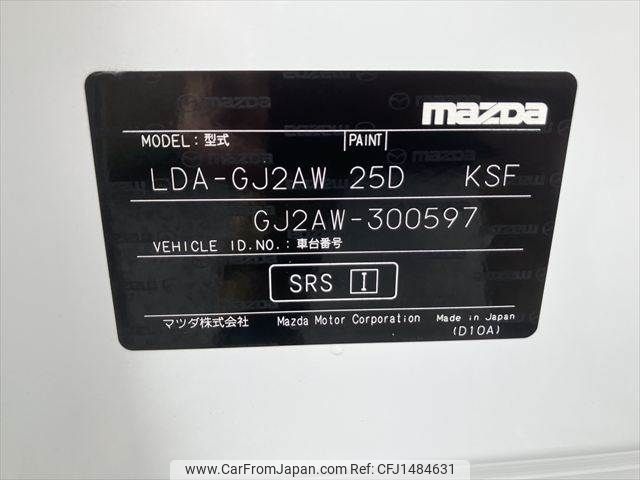 mazda
MODEL: 型式 PAINT
LDA-GJ2AW 25D KSF
GJ2AW-300597
VEHICLE ID.NO.: 車台番号
SRS I
マツダ株式会社 Mazda Motor Corporation Made in Japan
(D10A)
www.CarFromJapan.com | CFJ1484631